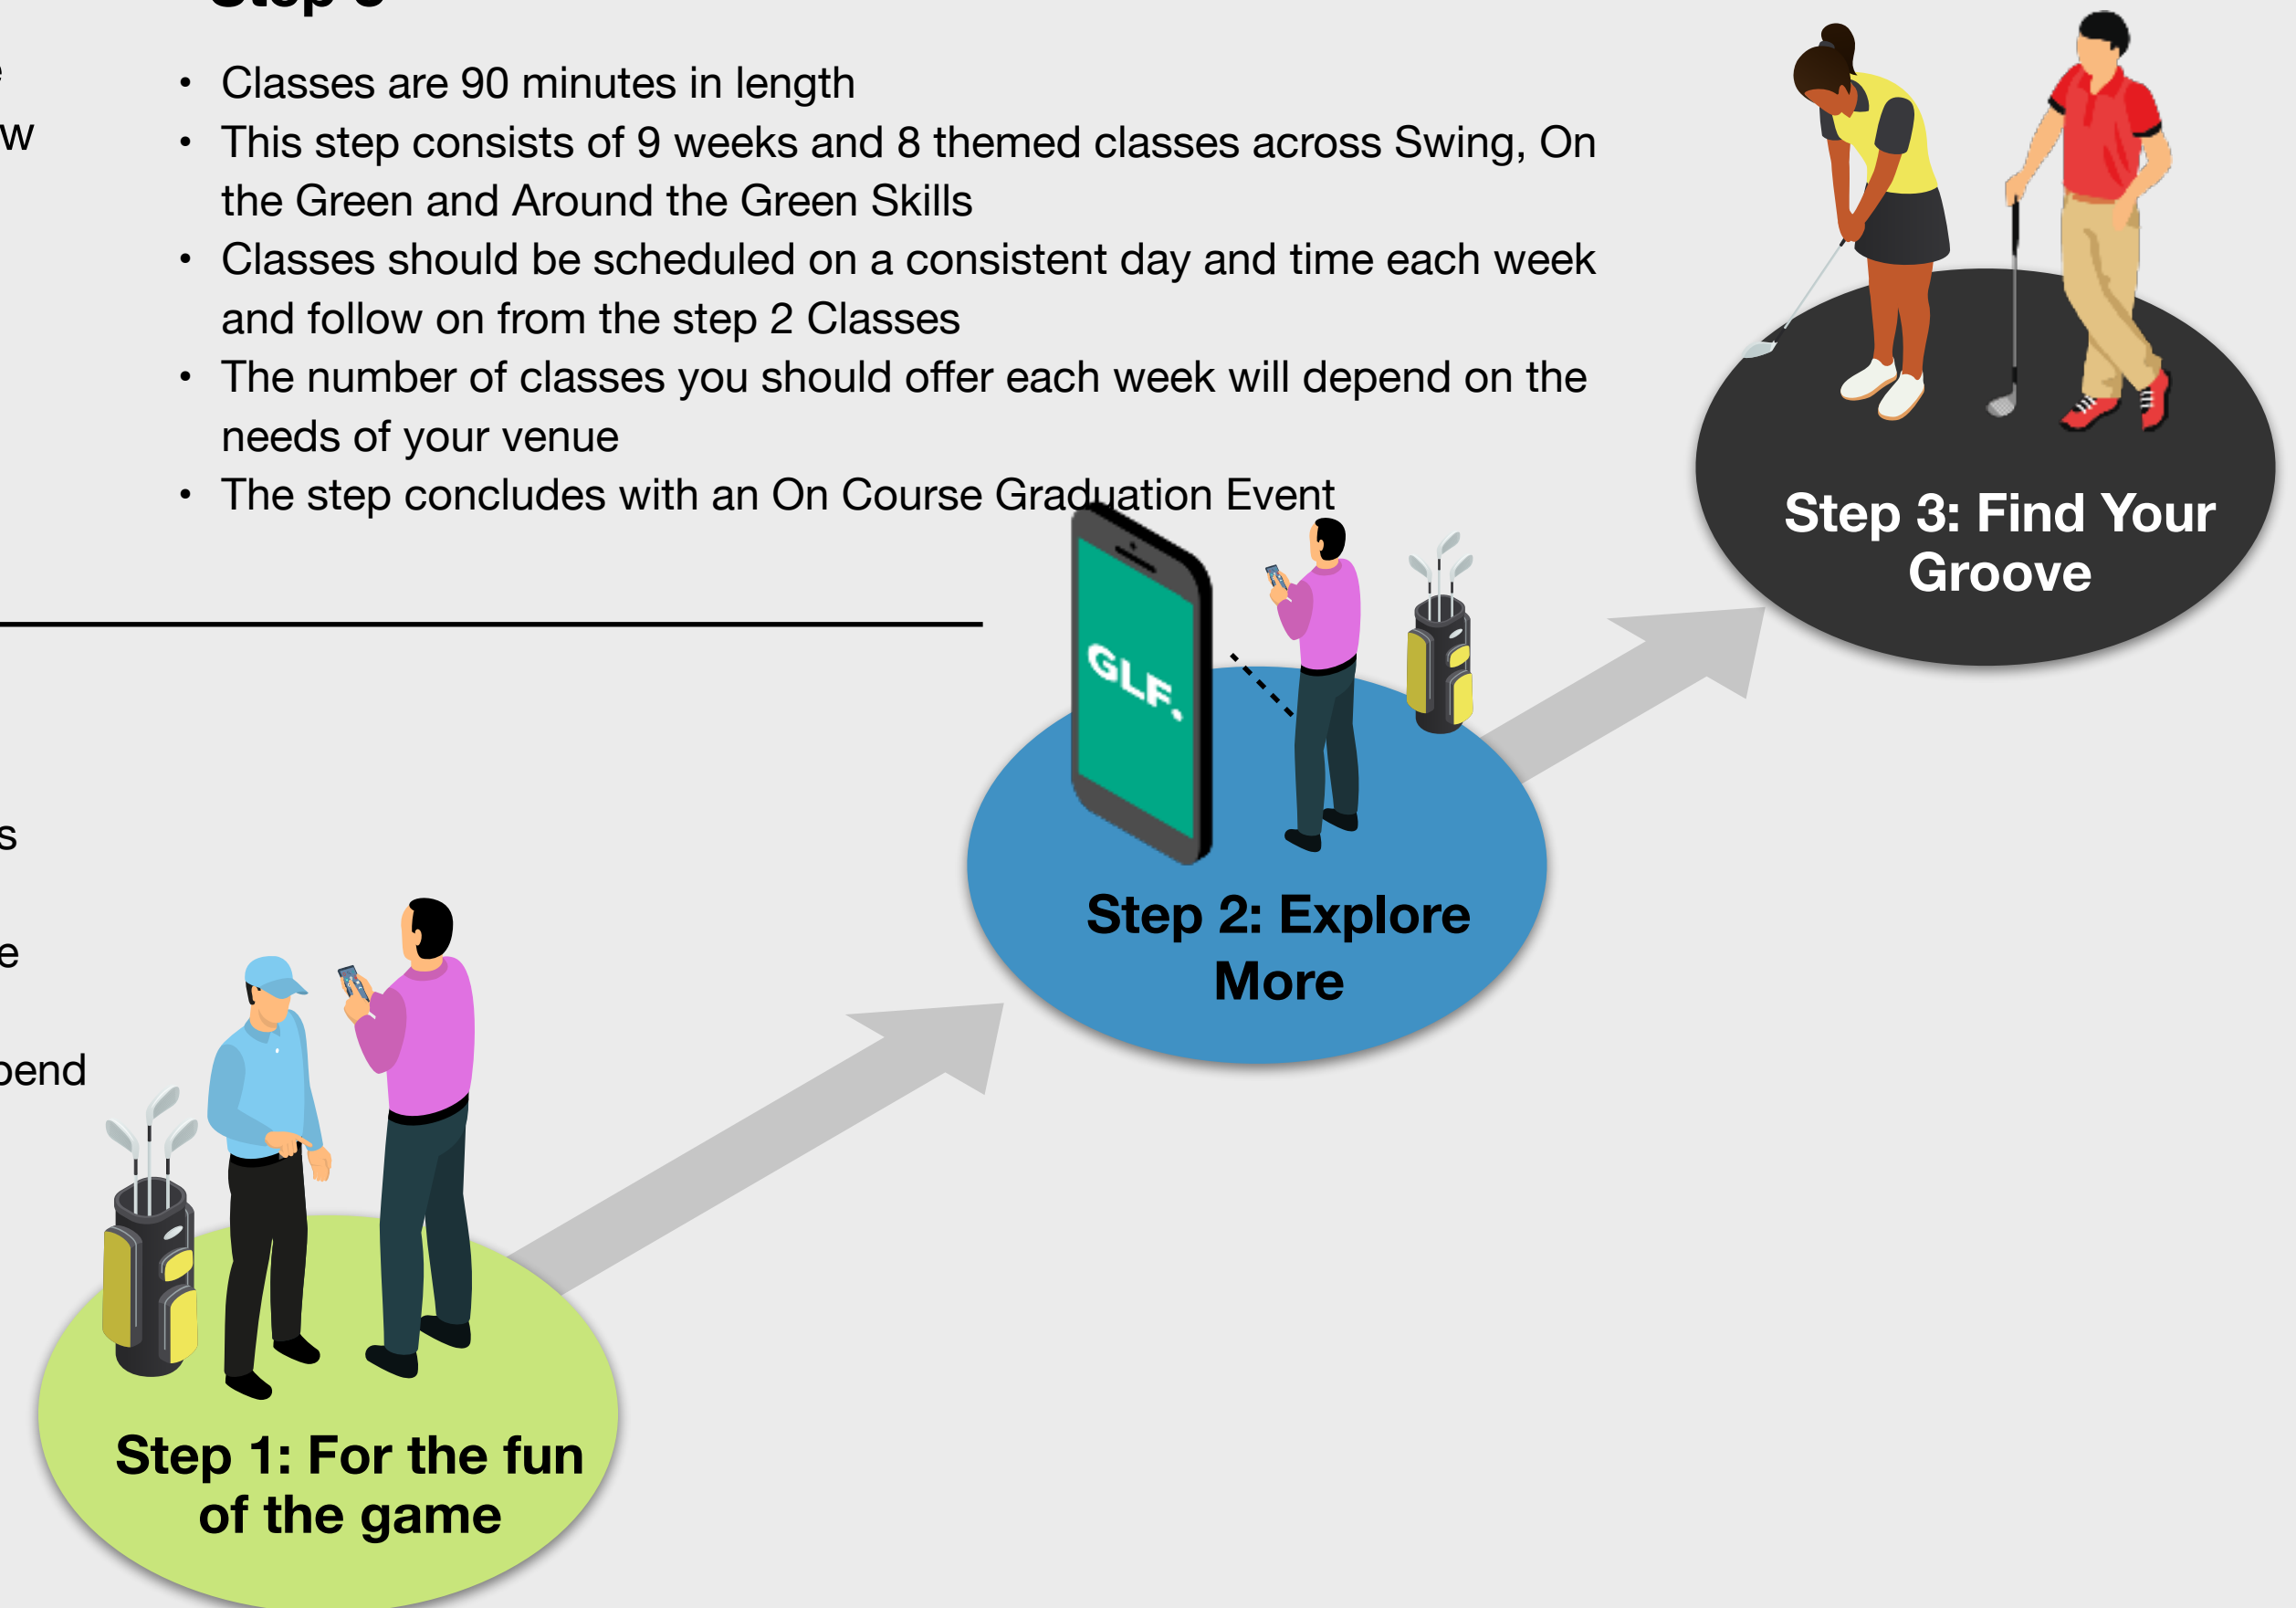 Step 3
• Classes are 90 minutes in length
• This step consists of 9 weeks and 8 themed classes across Swing, On
the Green and Around the Green Skills
• Classes should be scheduled on a consistent day and time each week
and follow on from the step 2 Classes
• The number of classes you should offer each week will depend on the
needs of your venue
• The step concludes with an On Course Graduation Event
Step 3: Find Your
Groove
GLF.
Step 2: Explore
More
Step 1: For the fun
of the game